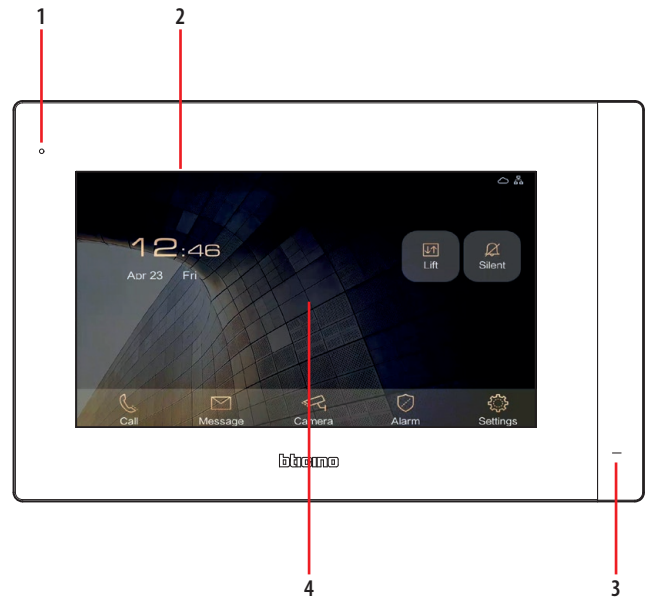 1 2
12:46
Apr 23 Fri
Lift Silent
Call Message Camera Alarm Settings
bticino
4 3